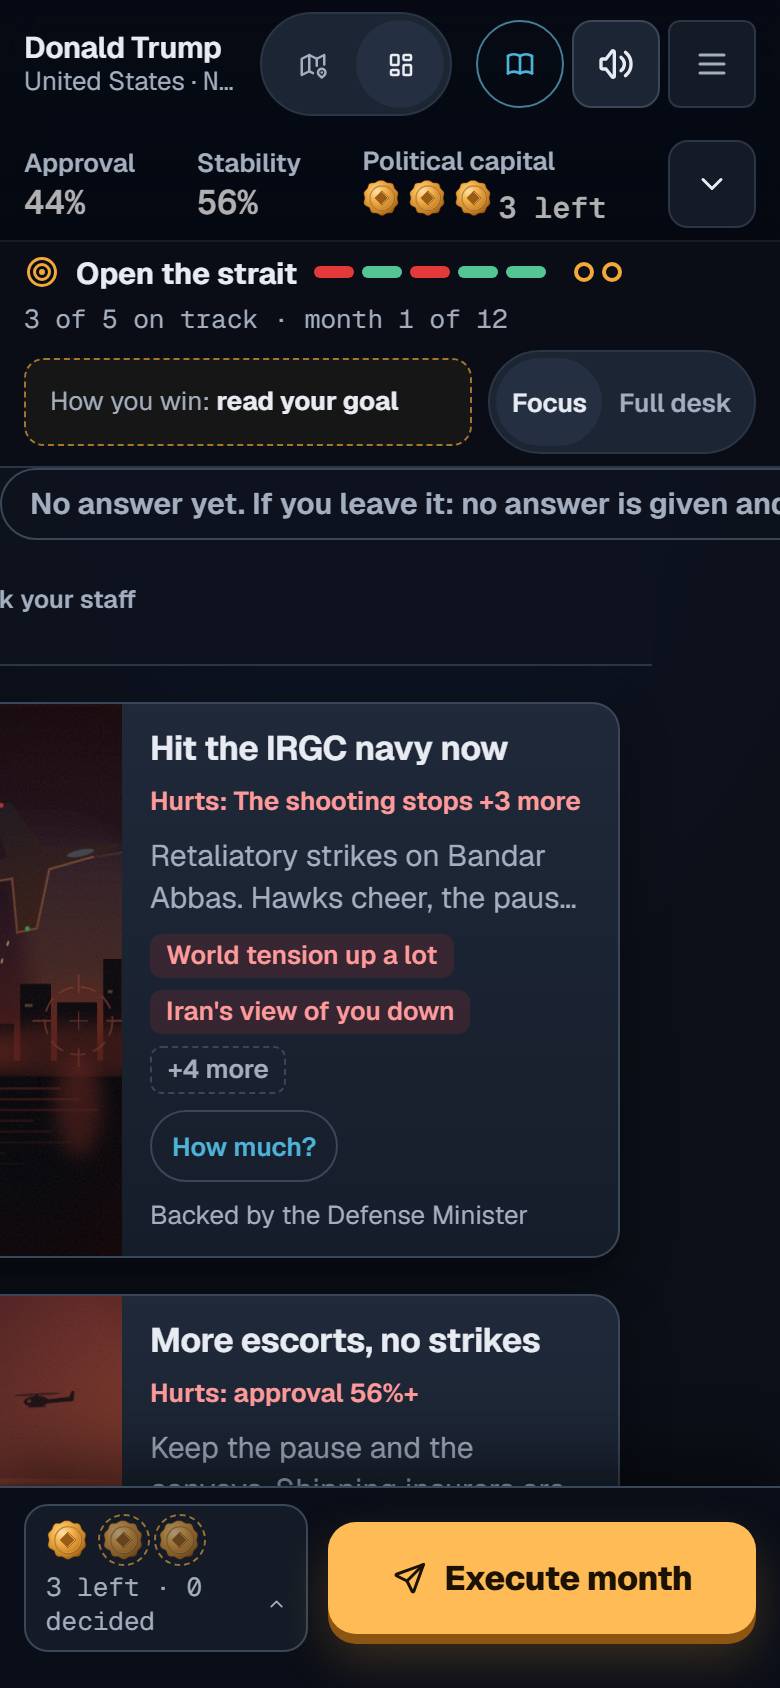 Donald Trump
United States · N...
Approval
44%
Stability
56%
Political capital
3 left
Open the strait
3 of 5 on track · month 1 of 12
How you win: read your goal
Focus
Full desk
No answer yet. If you leave it: no answer is given and
k your staff
Hit the IRGC navy now
Hurts: The shooting stops +3 more
Retaliatory strikes on Bandar
Abbas. Hawks cheer, the paus...
World tension up a lot
Iran's view of you down
+4 more
How much?
Backed by the Defense Minister
More escorts, no strikes
Hurts: approval 56%+
Keep the pause and the
3 left · 0
decided
Execute month